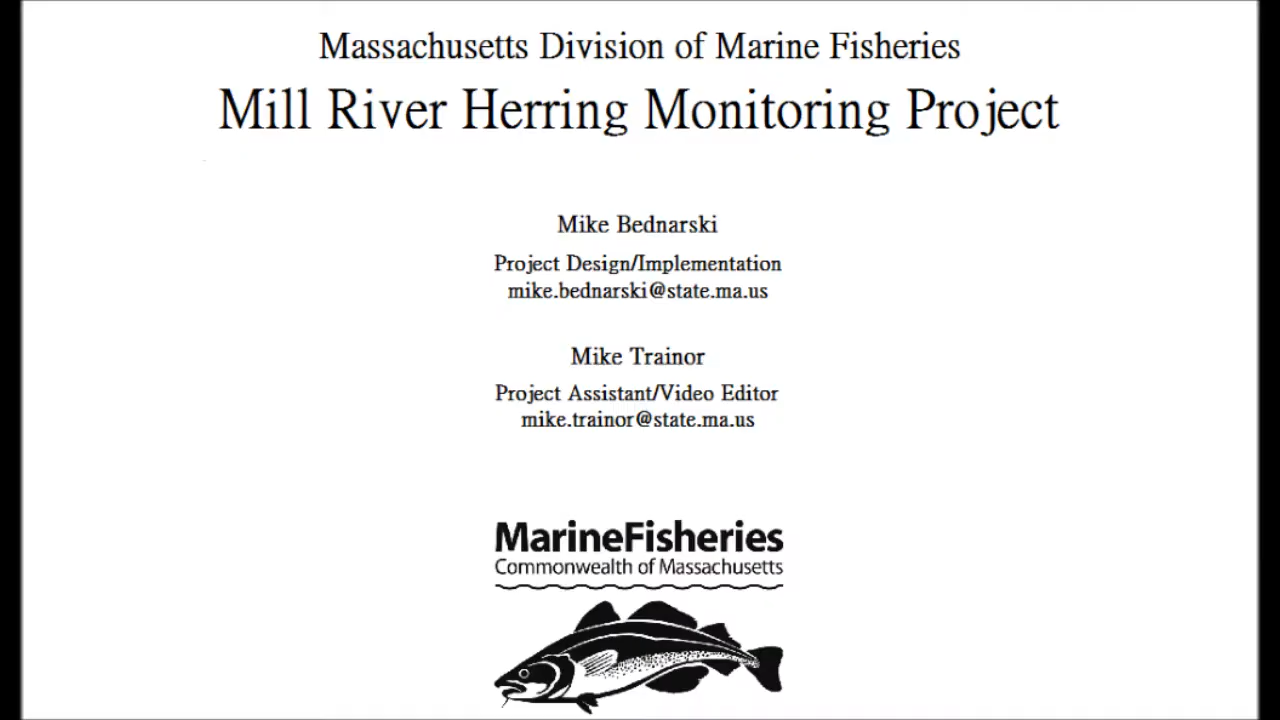 Massachusetts Division of Marine Fisheries
Mill River Herring Monitoring Project
Mike Bednarski
Project Design/Implementation
mike.bednarski@state.ma.us
Mike Trainor
Project Assistant/Video Editor
mike.trainor@state.ma.us
MarineFisheries
Commonwealth of Massachusetts